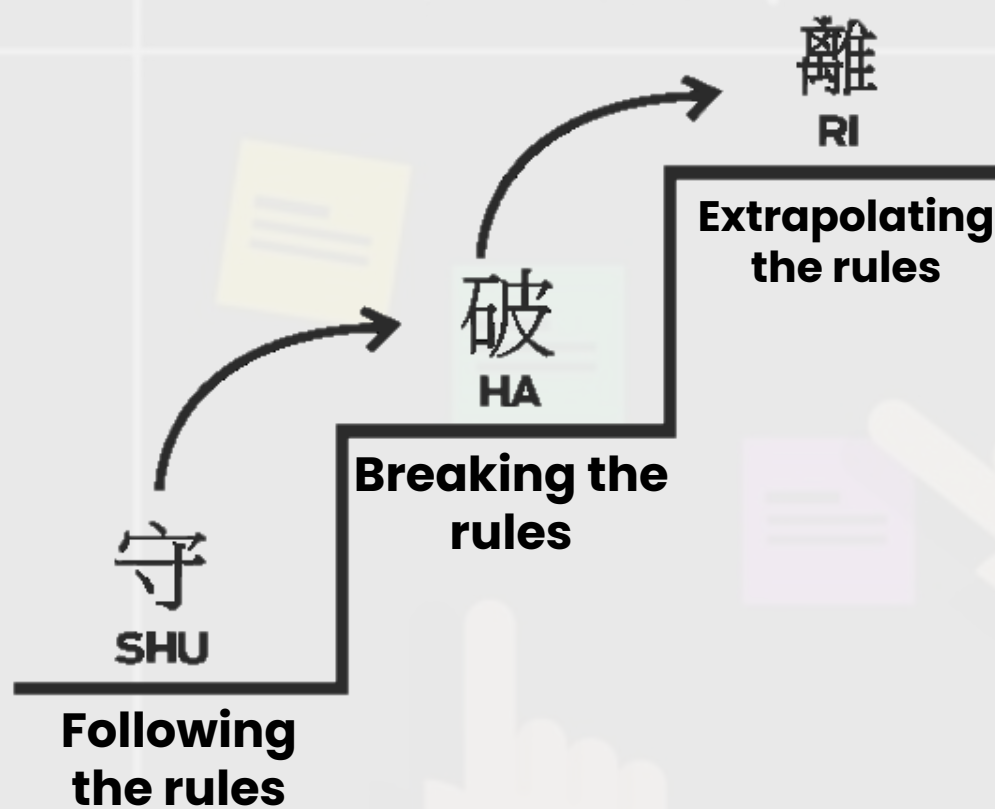 離
RI
Extrapolating
the rules
破
HA
Breaking the
rules
守
SHU
Following
the rules